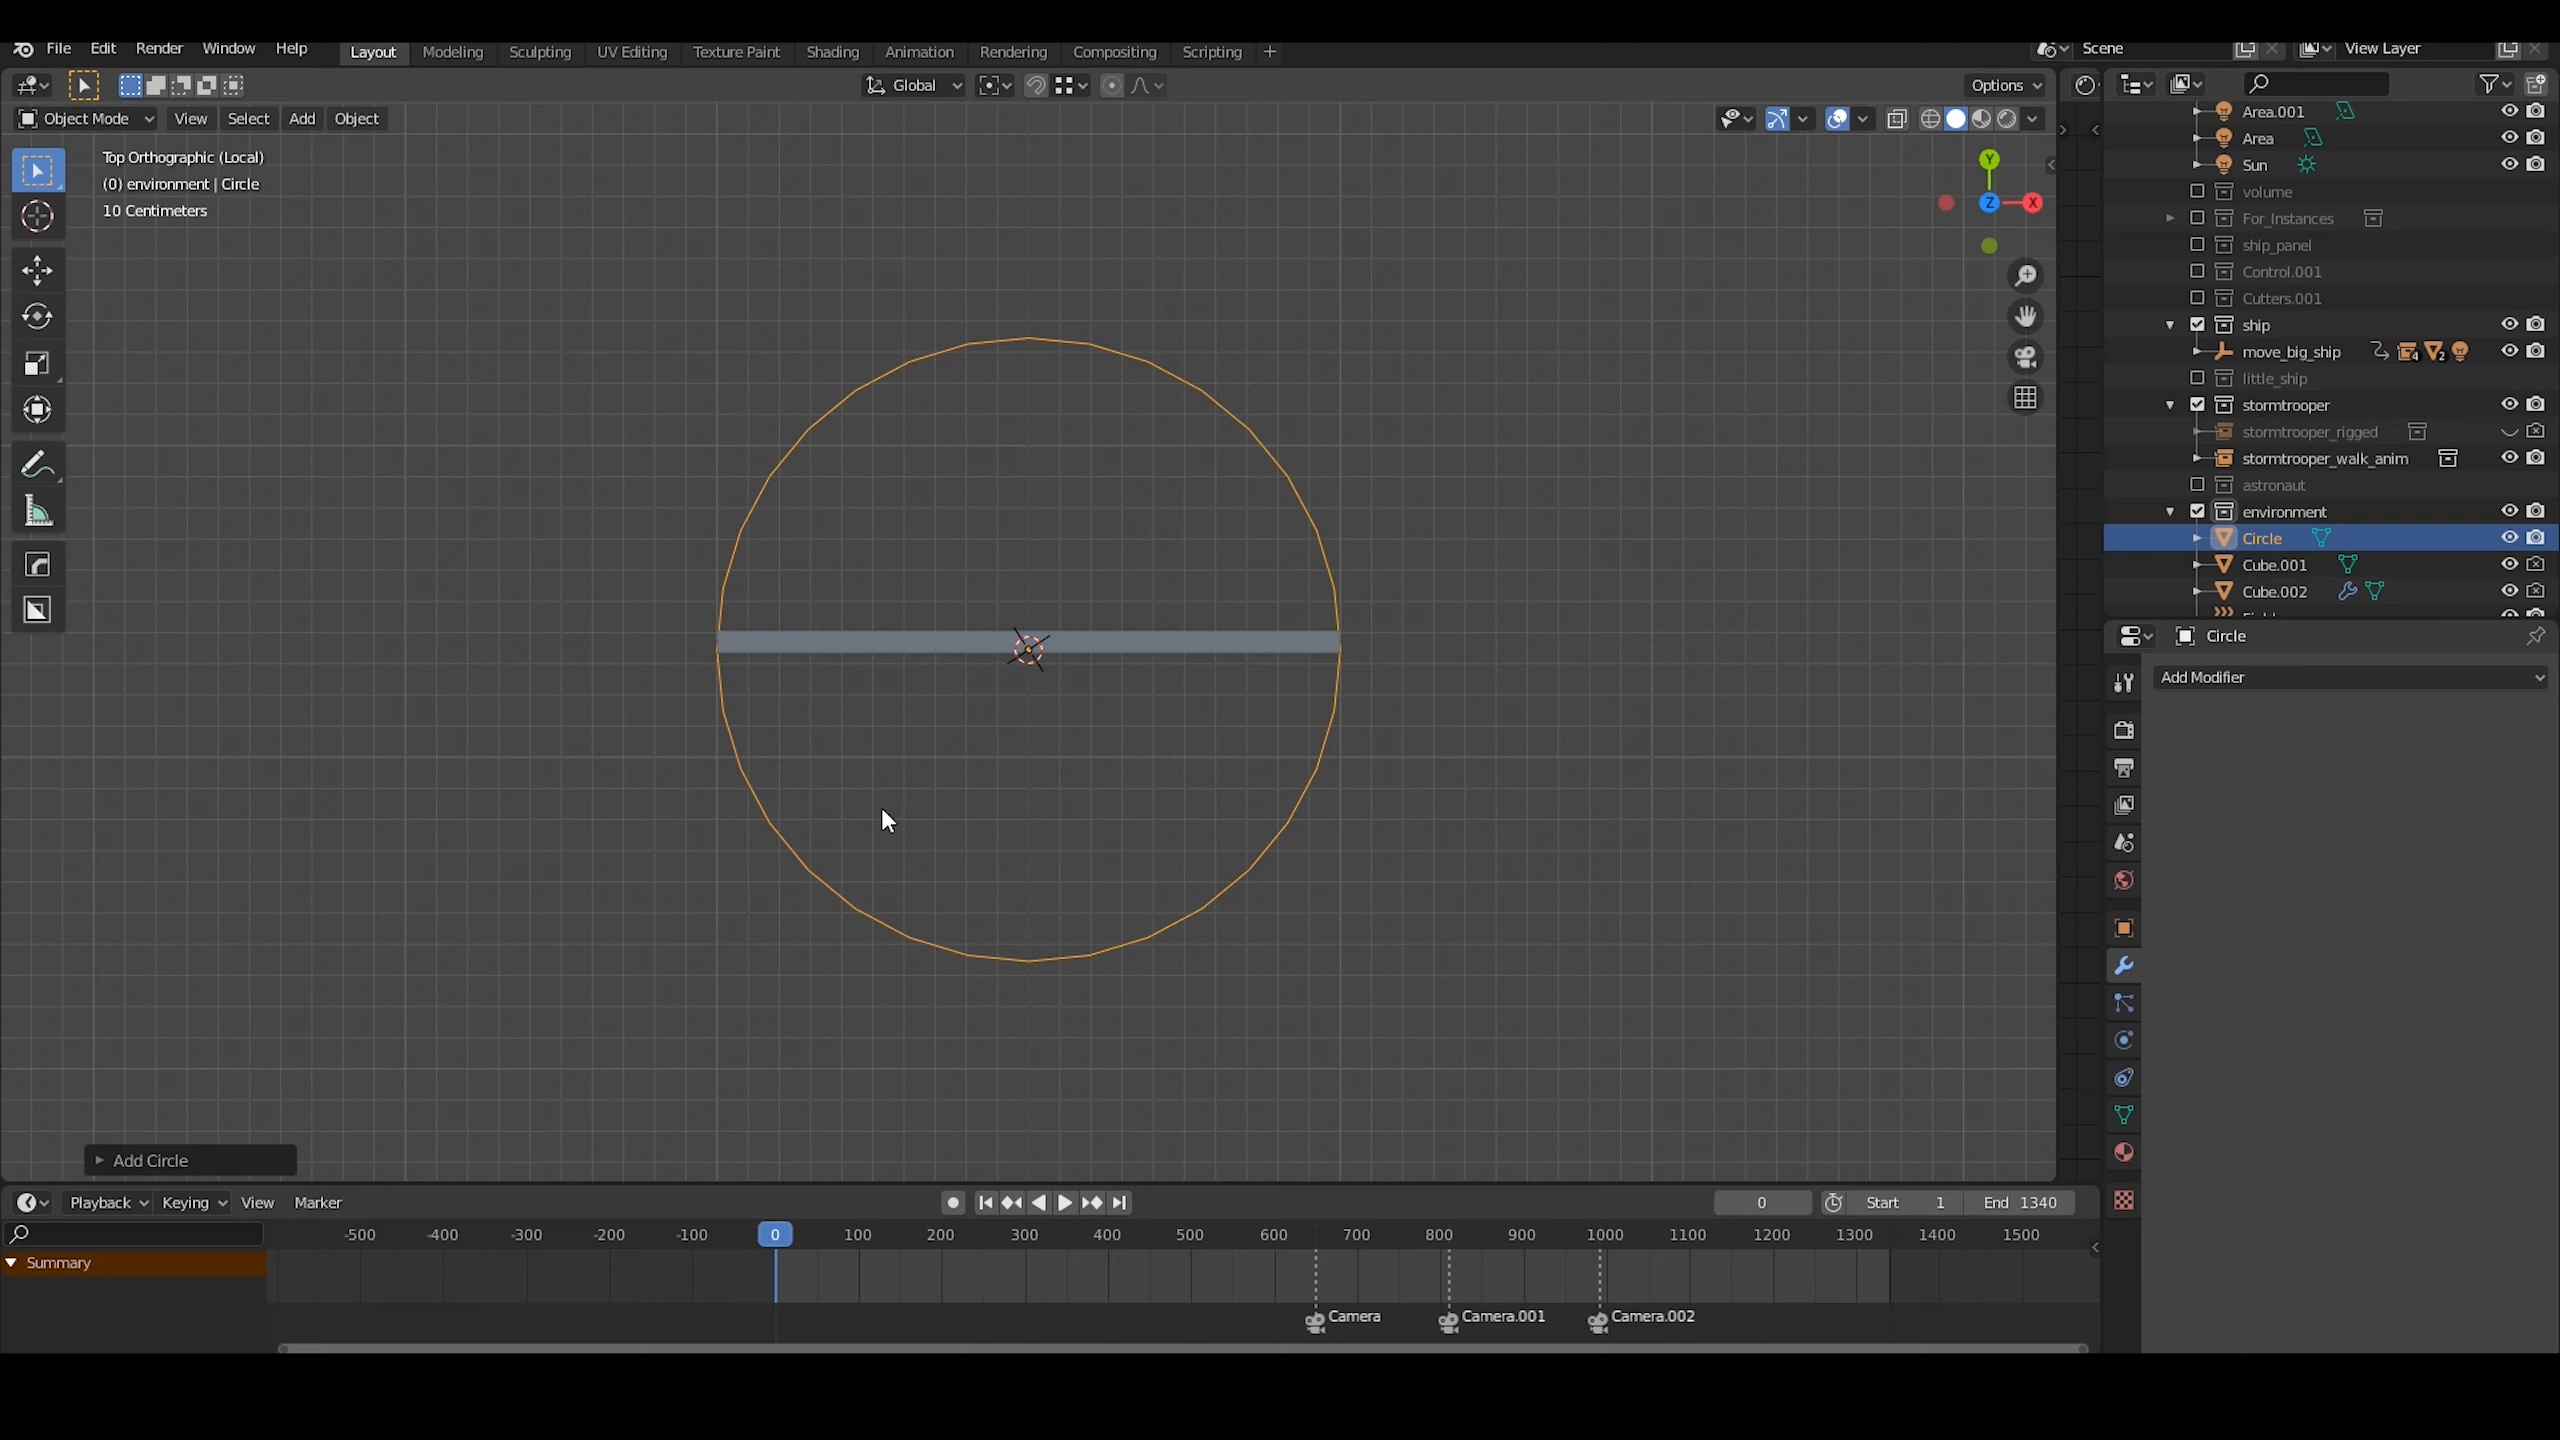 File Edit Render Window Help Layout Modeling Sculpting UV Editing Texture Paint Shading Animation Rendering Compositing Scripting + Scene View Layer
Global Options
Object Mode View Select Add Object
Top Orthographic (Local)
(0) environment | Circle
10 Centimeters
Y
Z X
Area.001
Area
Sun
volume
For_Instances
ship_panel
Control.001
Cutters.001
ship
move_big_ship 4 2
little_ship
stormtrooper
stormtrooper_rigged
stormtrooper_walk_anim
astronaut
environment
Circle
Cube.001
Cube.002
Circle
Add Modifier
Add Circle
Playback Keying View Marker 0 Start 1 End 1340
-500 -400 -300 -200 -100 0 100 200 300 400 500 600 700 800 900 1000 1100 1200 1300 1400 1500
Summary
Camera Camera.001 Camera.002